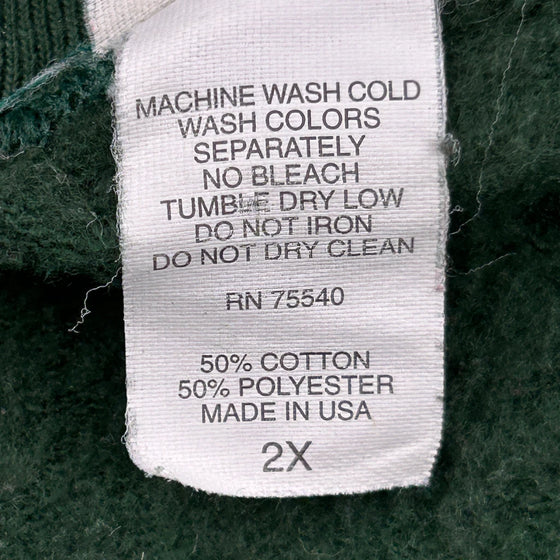 MACHINE WASH COLD
WASH COLORS
SEPARATELY
NO BLEACH
TUMBLE DRY LOW
DO NOT IRON
DO NOT DRY CLEAN
RN 75540
50% COTTON
50% POLYESTER
MADE IN USA
2X